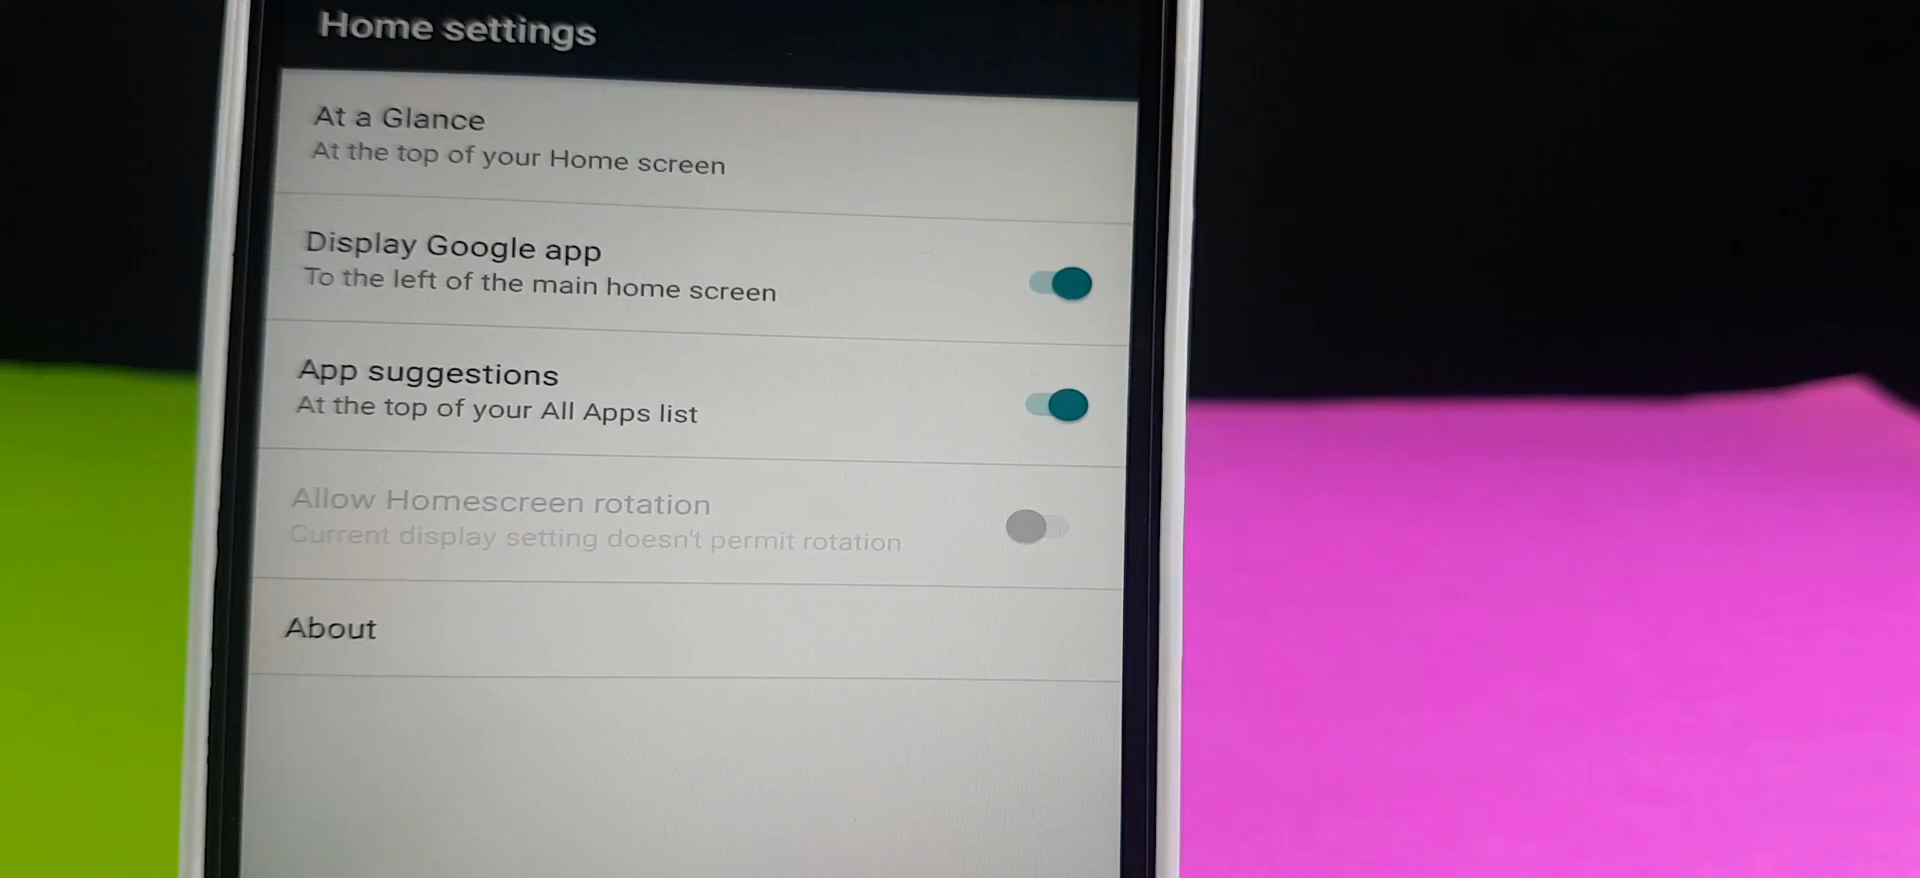 Home settings
At a Glance
At the top of your Home screen
Display Google app
To the left of the main home screen
App suggestions
At the top of your All Apps list
Allow Homescreen rotation
Current display setting doesn't permit rotation
About